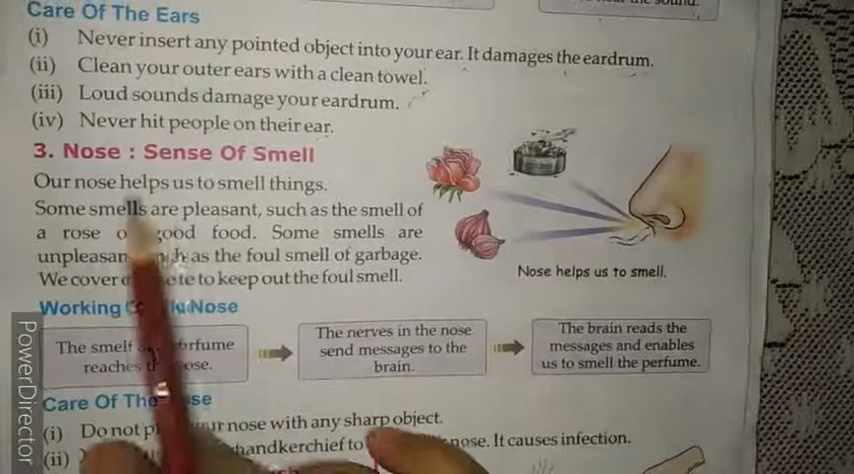 the sound.
Care Of The Ears
(i) Never insert any pointed object into your ear. It damages the eardrum.
(ii) Clean your outer ears with a clean towel.
(iii) Loud sounds damage your eardrum.
(iv) Never hit people on their ear.
3. Nose : Sense Of Smell
Our nose helps us to smell things.
Some smells are pleasant, such as the smell of
a rose o good food. Some smells are
unpleasan h as the foul smell of garbage.
We cover to keep out the foul smell.
Nose helps us to smell.
Working Nose
The smell rfume
reaches th ose.
The nerves in the nose
send messages to the
brain.
The brain reads the
messages and enables
us to smell the perfume.
Care Of The se
(i) Do not p ur nose with any sharp object.
(ii) handkerchief to nose. It causes infection.
PowerDirector